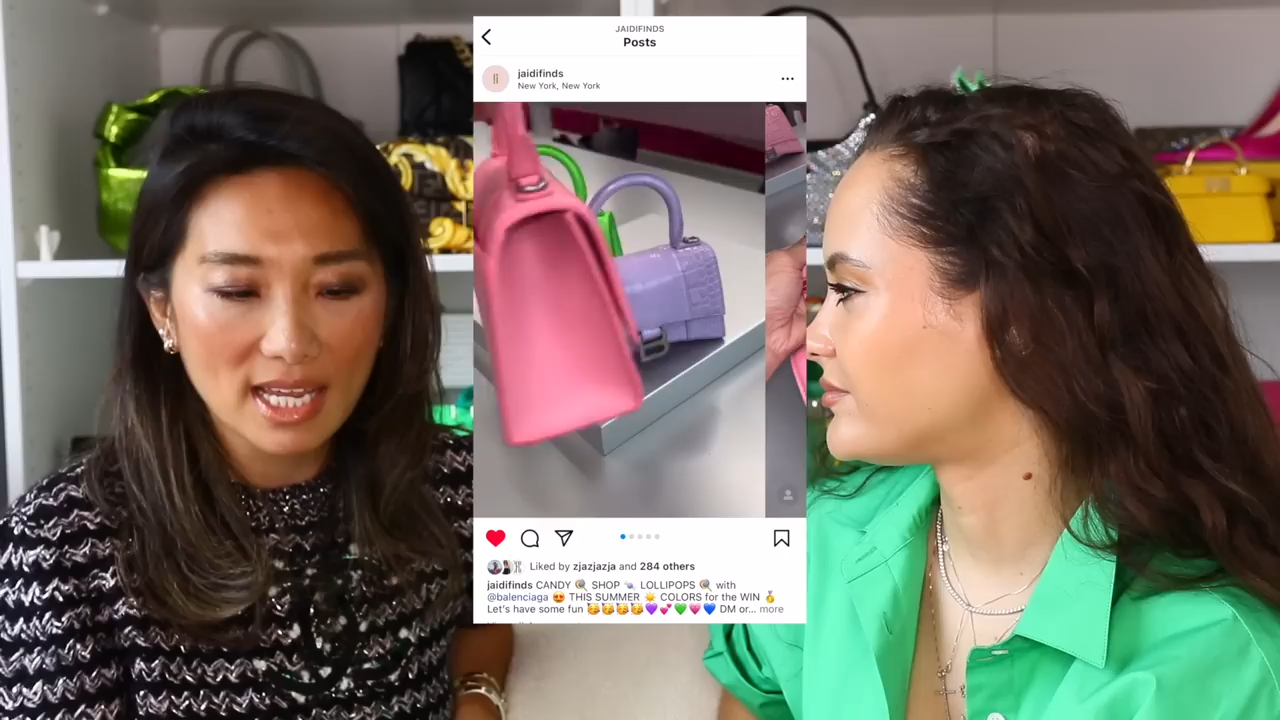 JAIDIFINDS
Posts
jaidifinds
New York, New York
Liked by zjazjazja and 284 others
jaidifinds CANDY 🍭 SHOP 🍬 LOLLIPOPS 🍭 with
@balenciaga 😍 THIS SUMMER ☀️ COLORS for the WIN 🏅
Let's have some fun 🥳🥳🥳🥳💜💕💚💗💙 DM or... more